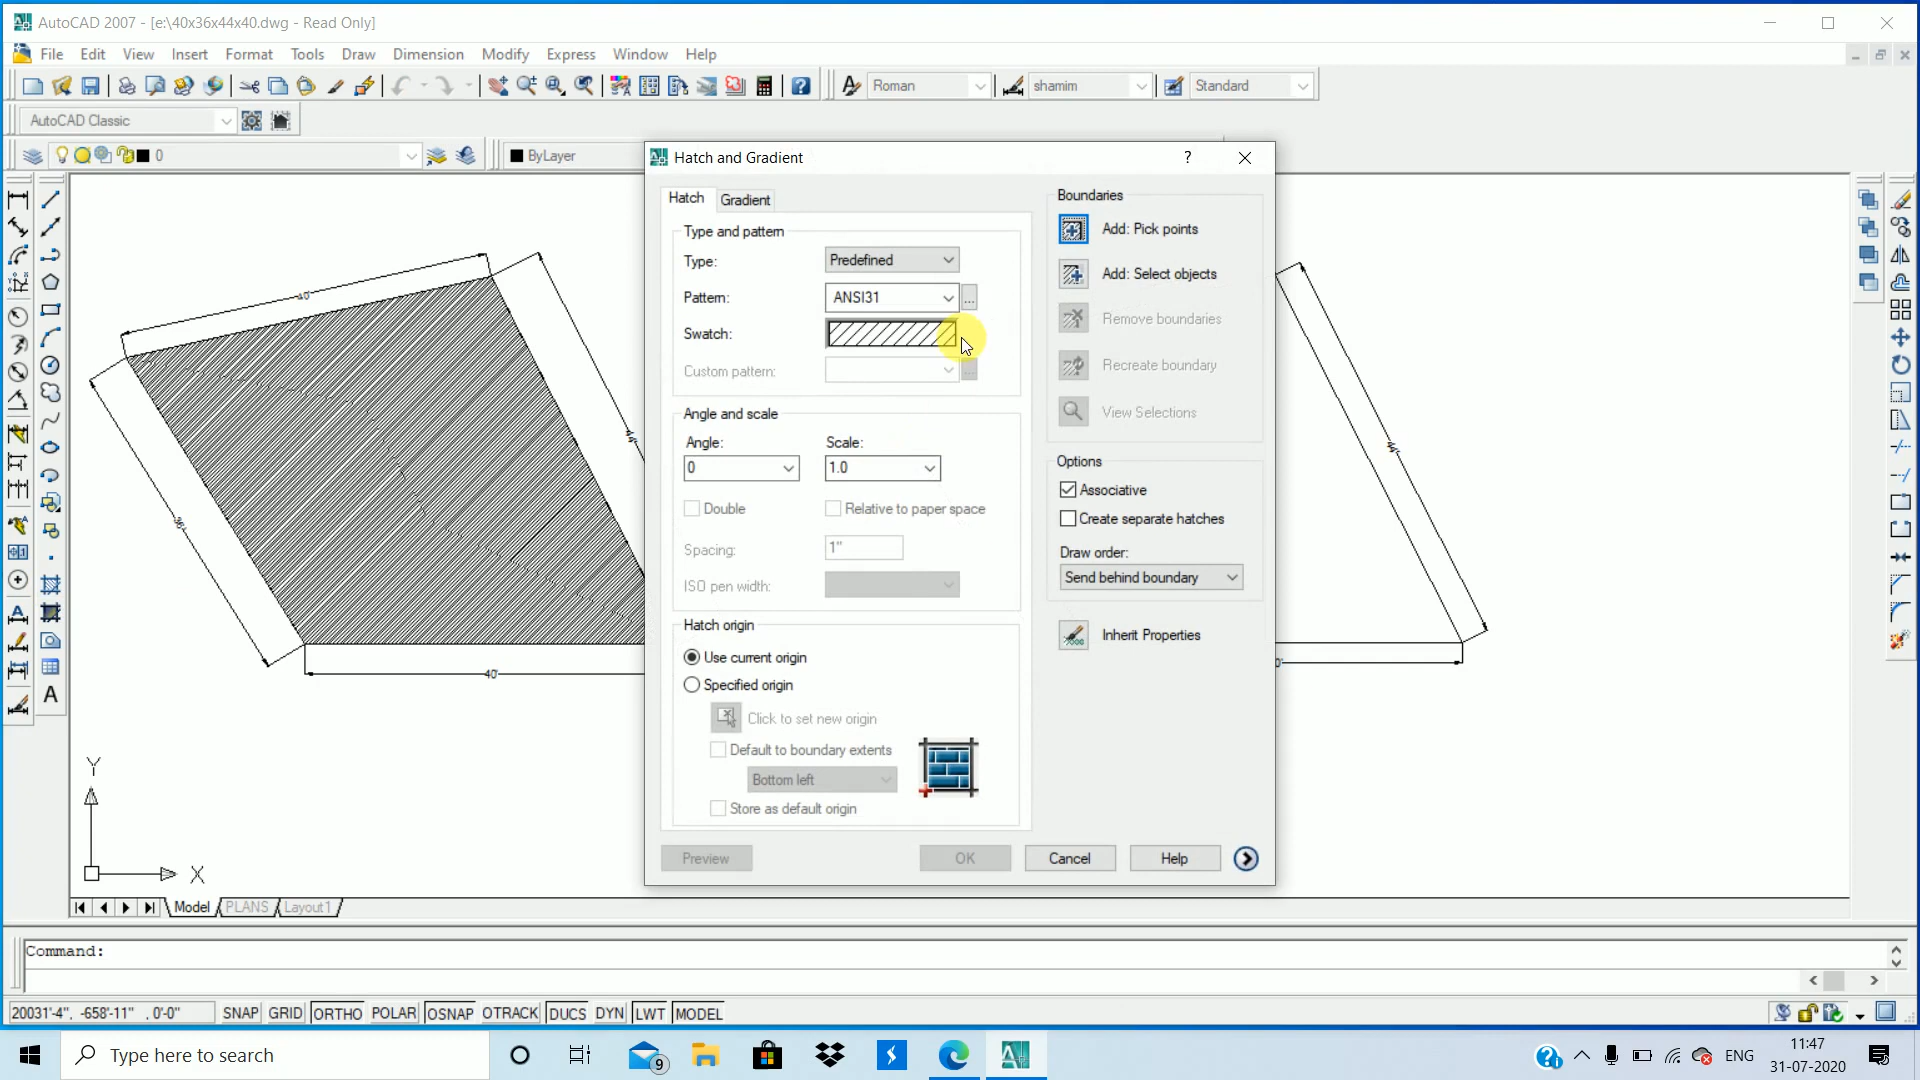 AutoCAD 2007 - [e:\40x36x44x40.dwg - Read Only]
File Edit View Insert Format Tools Draw Dimension Modify Express Window Help
Roman shamim Standard
AutoCAD Classic
0 ByLayer
Hatch and Gradient ?
Hatch Gradient
Type and pattern
Type: Predefined
Pattern: ANSI31 ...
Swatch:
Custom pattern:
Angle and scale
Angle: Scale:
0 1.0
Double Relative to paper space
Spacing: 1"
ISO pen width:
Hatch origin
Use current origin
Specified origin
Click to set new origin
Default to boundary extents
Bottom left
Store as default origin
Boundaries
Add: Pick points
Add: Select objects
Remove boundaries
Recreate boundary
View Selections
Options
Associative
Create separate hatches
Draw order:
Send behind boundary
Inherit Properties
Preview OK Cancel Help
40'
36'
44'
40'
44'
Y
X
Model PLANS Layout1
Command:
20031'-4", -658'-11" , 0'-0" SNAP GRID ORTHO POLAR OSNAP OTRACK DUCS DYN LWT MODEL
Type here to search
9
ENG
11:47
31-07-2020